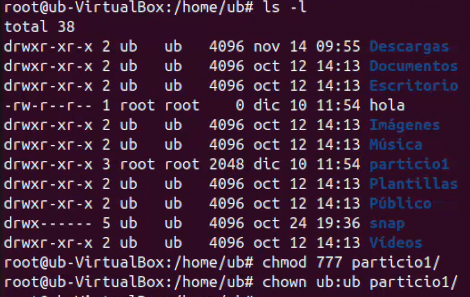 root@ub-VirtualBox:/home/ub# ls -l
total 38
drwxr-xr-x 2 ub   ub   4096 nov 14 09:55 Descargas
drwxr-xr-x 2 ub   ub   4096 oct 12 14:13 Documentos
drwxr-xr-x 2 ub   ub   4096 oct 12 14:13 Escritorio
-rw-r--r-- 1 root root    0 dic 10 11:54 hola
drwxr-xr-x 2 ub   ub   4096 oct 12 14:13 Imágenes
drwxr-xr-x 2 ub   ub   4096 oct 12 14:13 Música
drwxr-xr-x 3 root root 2048 dic 10 11:54 particio1
drwxr-xr-x 2 ub   ub   4096 oct 12 14:13 Plantillas
drwxr-xr-x 2 ub   ub   4096 oct 12 14:13 Público
drwx------ 5 ub   ub   4096 oct 24 19:36 snap
drwxr-xr-x 2 ub   ub   4096 oct 12 14:13 Vídeos
root@ub-VirtualBox:/home/ub# chmod 777 particio1/
root@ub-VirtualBox:/home/ub# chown ub:ub particio1/
root@ub-VirtualBox:/home/ub#